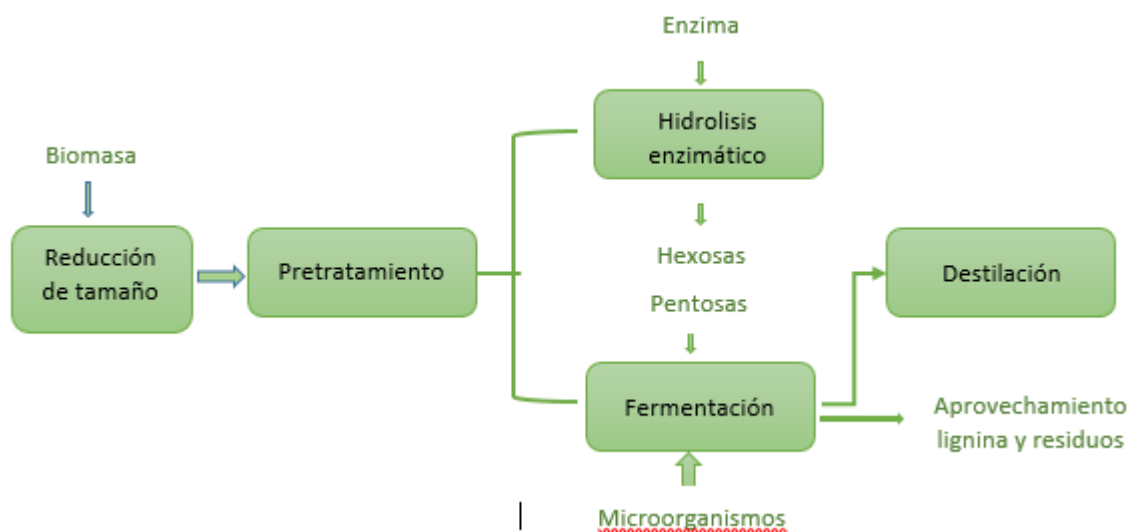 Enzima
Hidrolisis
enzimático
Biomasa
Reducción
de tamaño
Pretratamiento
Hexosas
Pentosas
Destilación
Fermentación
Aprovechamiento
lignina y residuos
Microorganismos